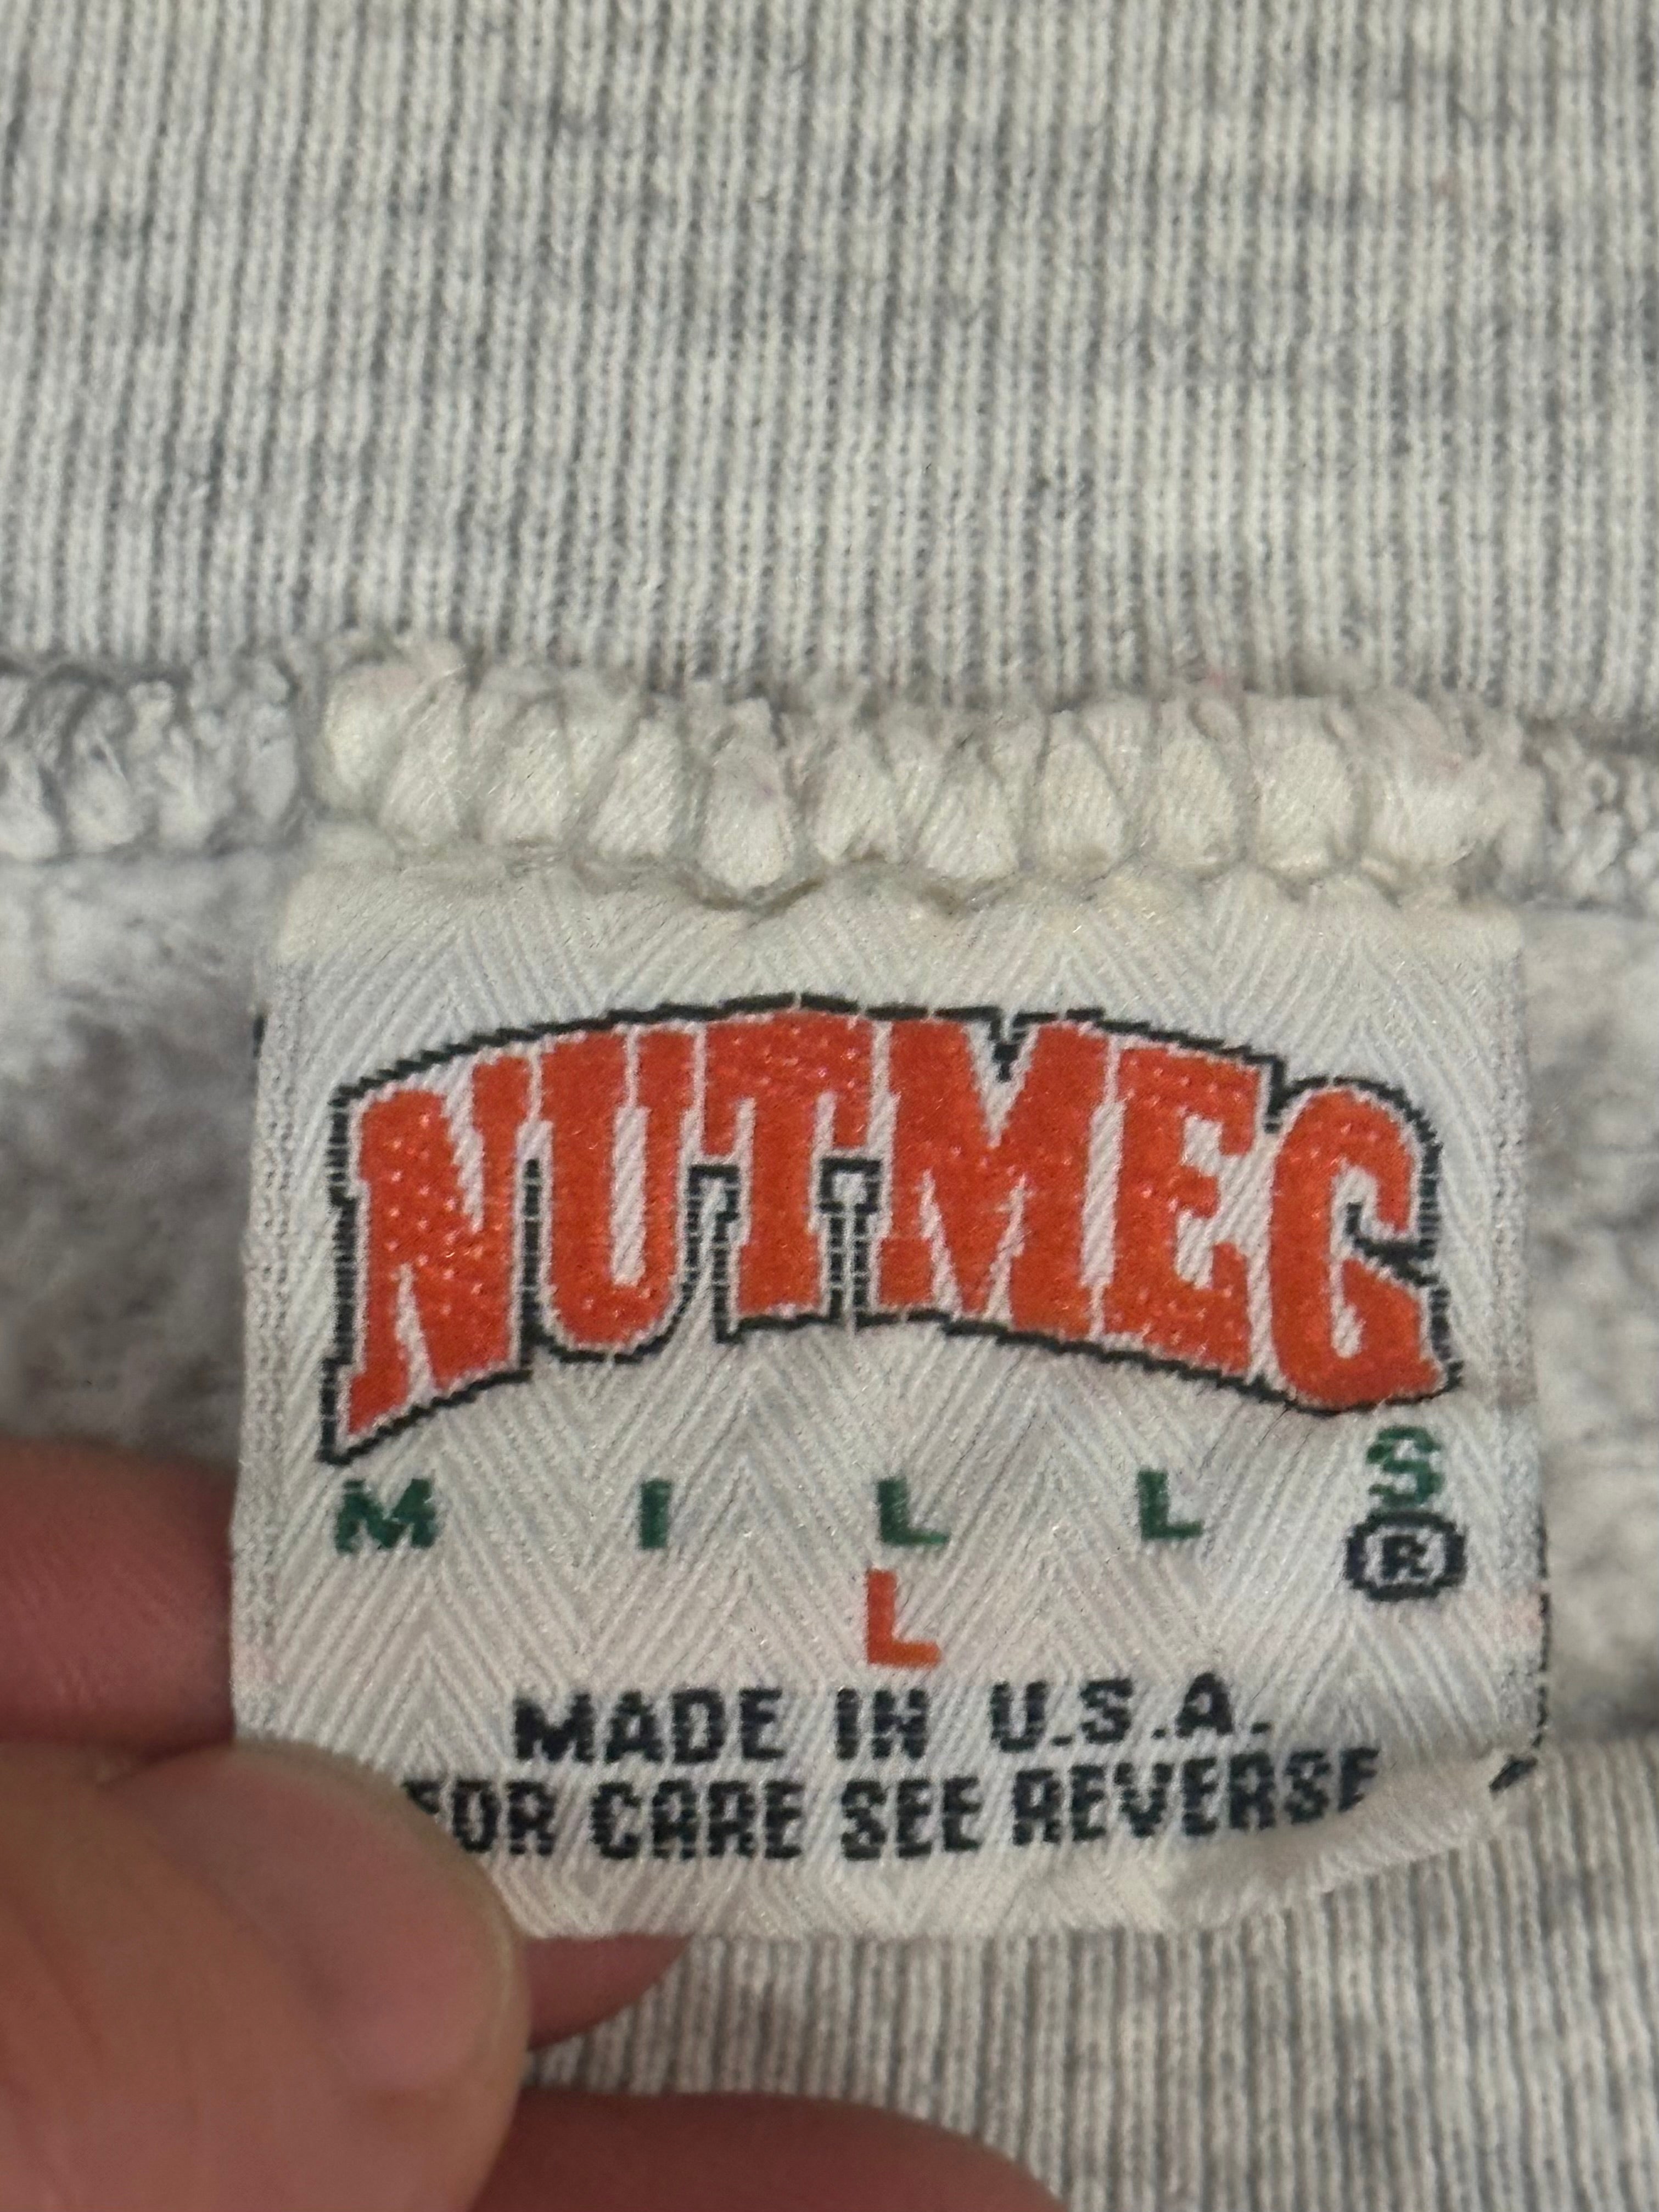 NUTMEG
MILLS
®
L
MADE IN U.S.A.
FOR CARE SEE REVERSE